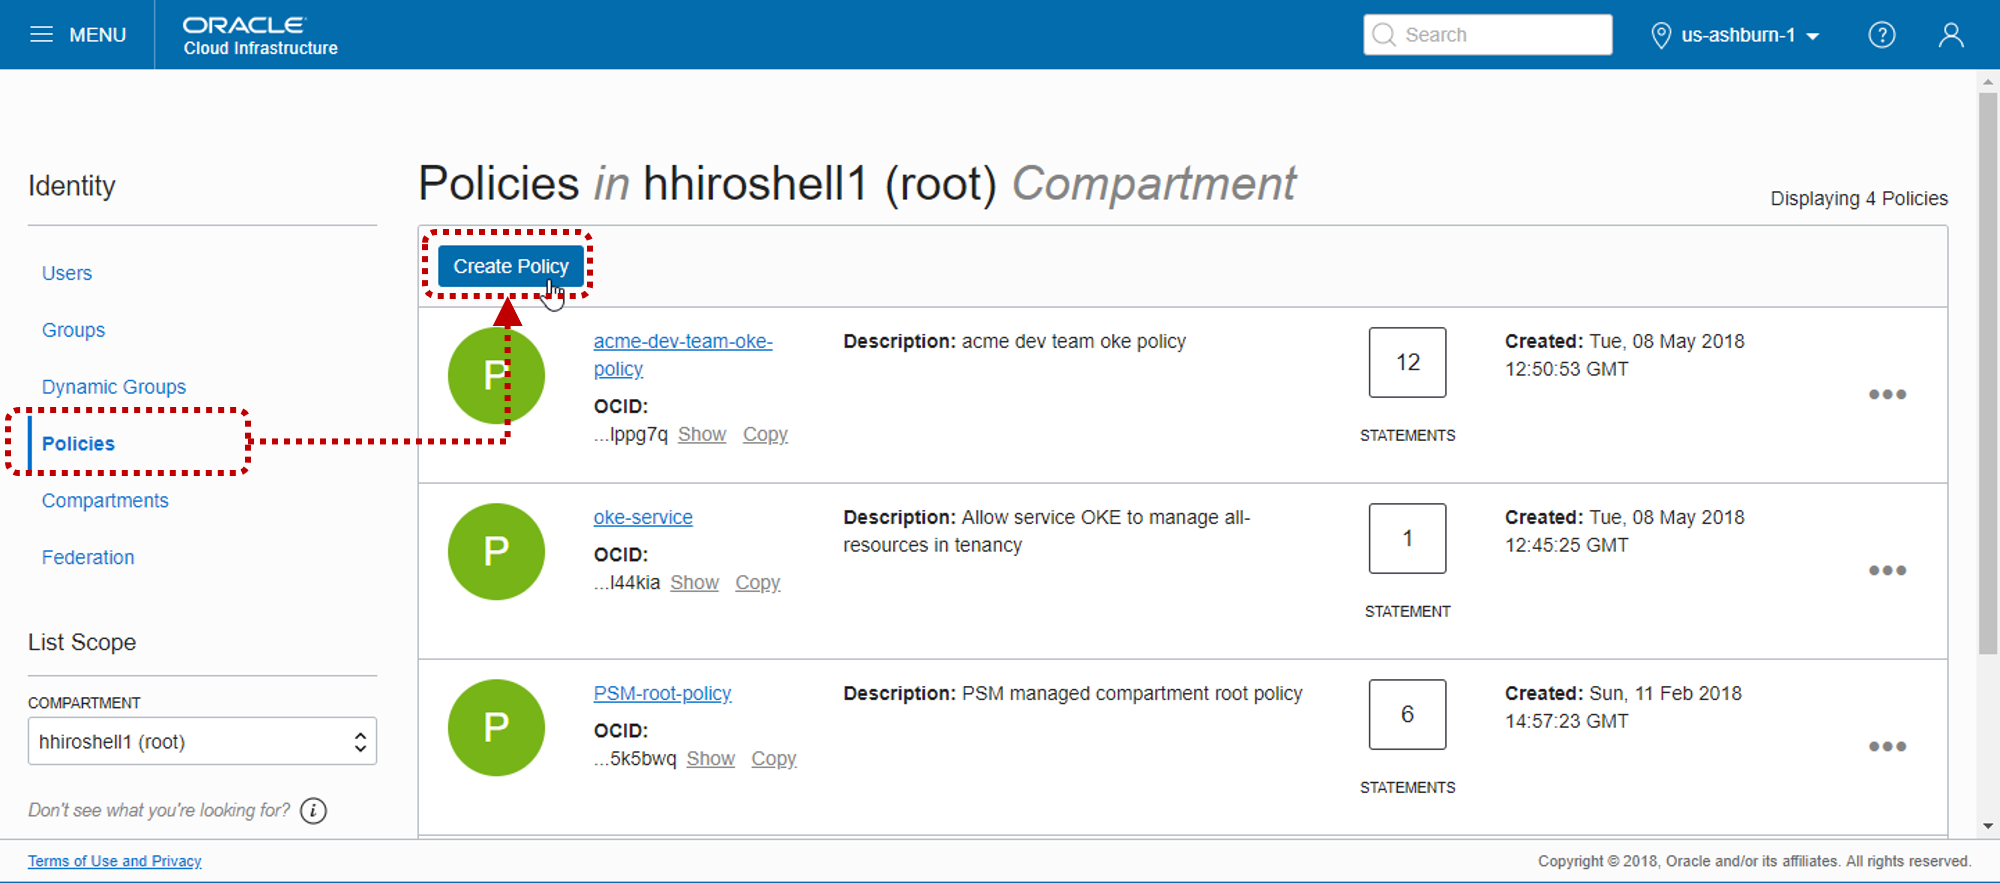 MENU
ORACLE
Cloud Infrastructure
Search
us-ashburn-1
?
Identity
Users
Groups
Dynamic Groups
Policies
Compartments
Federation
List Scope
COMPARTMENT
hhiroshell1 (root)
Don't see what you're looking for? i
Policies in hhiroshell1 (root) Compartment
Displaying 4 Policies
Create Policy
P
acme-dev-team-oke-
policy
OCID:
...lppg7q Show Copy
Description: acme dev team oke policy
12
STATEMENTS
Created: Tue, 08 May 2018
12:50:53 GMT
P
oke-service
OCID:
...l44kia Show Copy
Description: Allow service OKE to manage all-
resources in tenancy
1
STATEMENT
Created: Tue, 08 May 2018
12:45:25 GMT
P
PSM-root-policy
OCID:
...5k5bwq Show Copy
Description: PSM managed compartment root policy
6
STATEMENTS
Created: Sun, 11 Feb 2018
14:57:23 GMT
Terms of Use and Privacy
Copyright © 2018, Oracle and/or its affiliates. All rights reserved.